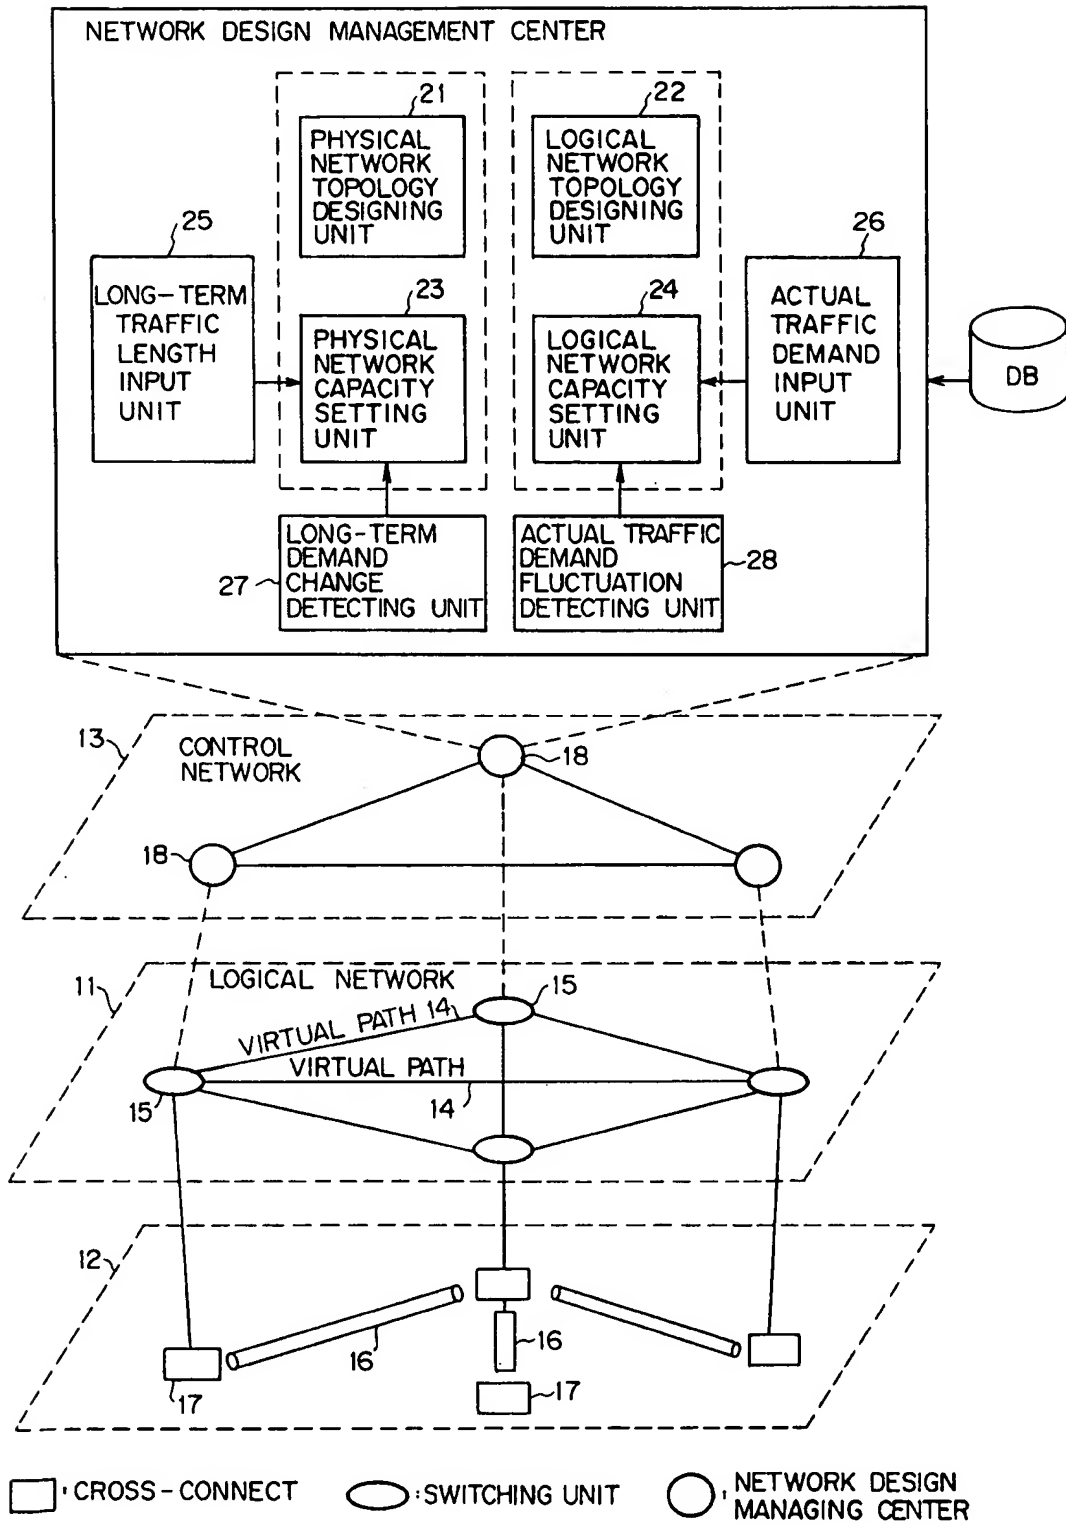 NETWORK DESIGN MANAGEMENT CENTER
21
PHYSICAL
NETWORK
TOPOLOGY
DESIGNING
UNIT
22
LOGICAL
NETWORK
TOPOLOGY
DESIGNING
UNIT
25
LONG-TERM
TRAFFIC
LENGTH
INPUT
UNIT
23
PHYSICAL
NETWORK
CAPACITY
SETTING
UNIT
24
LOGICAL
NETWORK
CAPACITY
SETTING
UNIT
26
ACTUAL
TRAFFIC
DEMAND
INPUT
UNIT
DB
27
LONG-TERM
DEMAND
CHANGE
DETECTING UNIT
ACTUAL TRAFFIC
DEMAND
FLUCTUATION
DETECTING UNIT
28
13
CONTROL
NETWORK
18
18
11
LOGICAL NETWORK
15
VIRTUAL PATH 14
VIRTUAL PATH
14
15
12
16
16
17
17
: CROSS-CONNECT
: SWITCHING UNIT
: NETWORK DESIGN
MANAGING CENTER